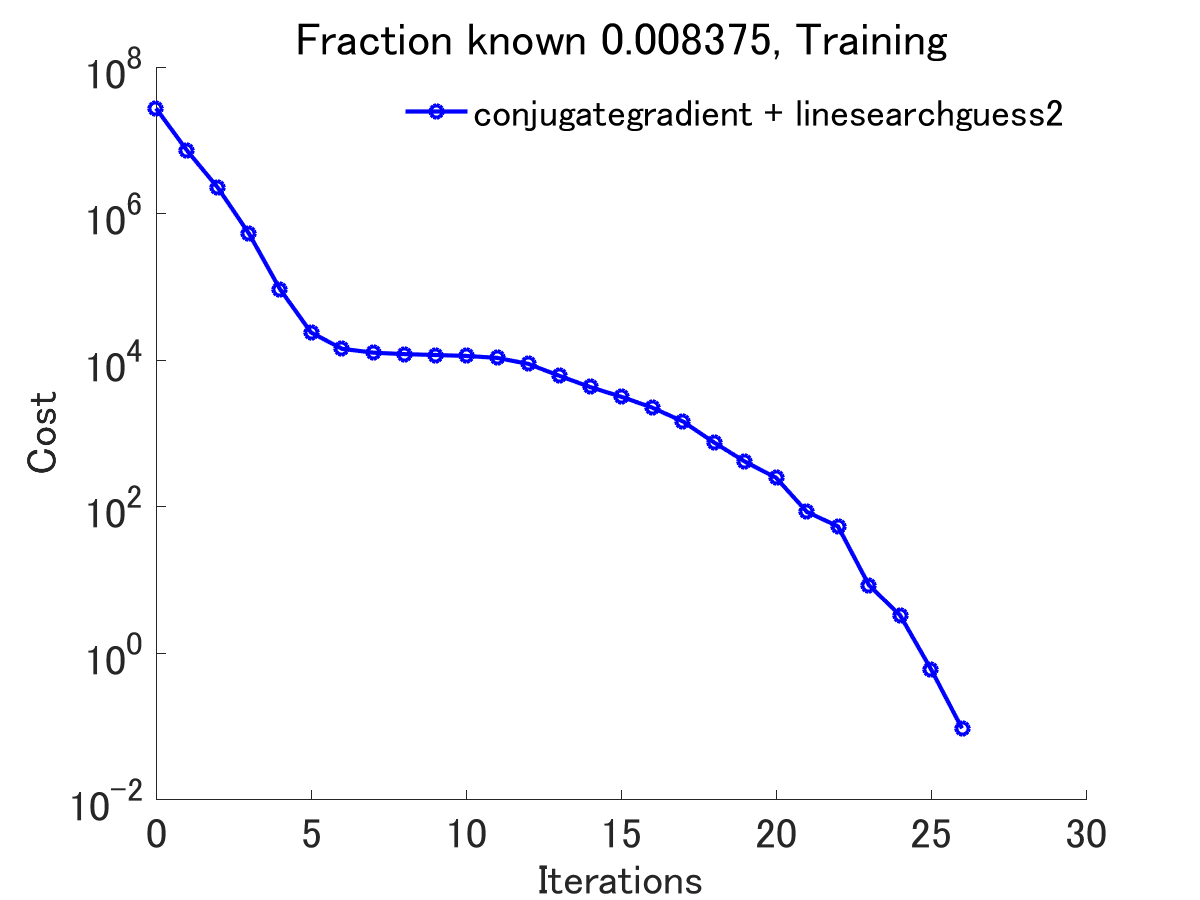 Fraction known 0.008375, Training
conjugategradient + linesearchguess2
10^8
10^6
10^4
10^2
10^0
10^-2
Cost
0 5 10 15 20 25 30
Iterations